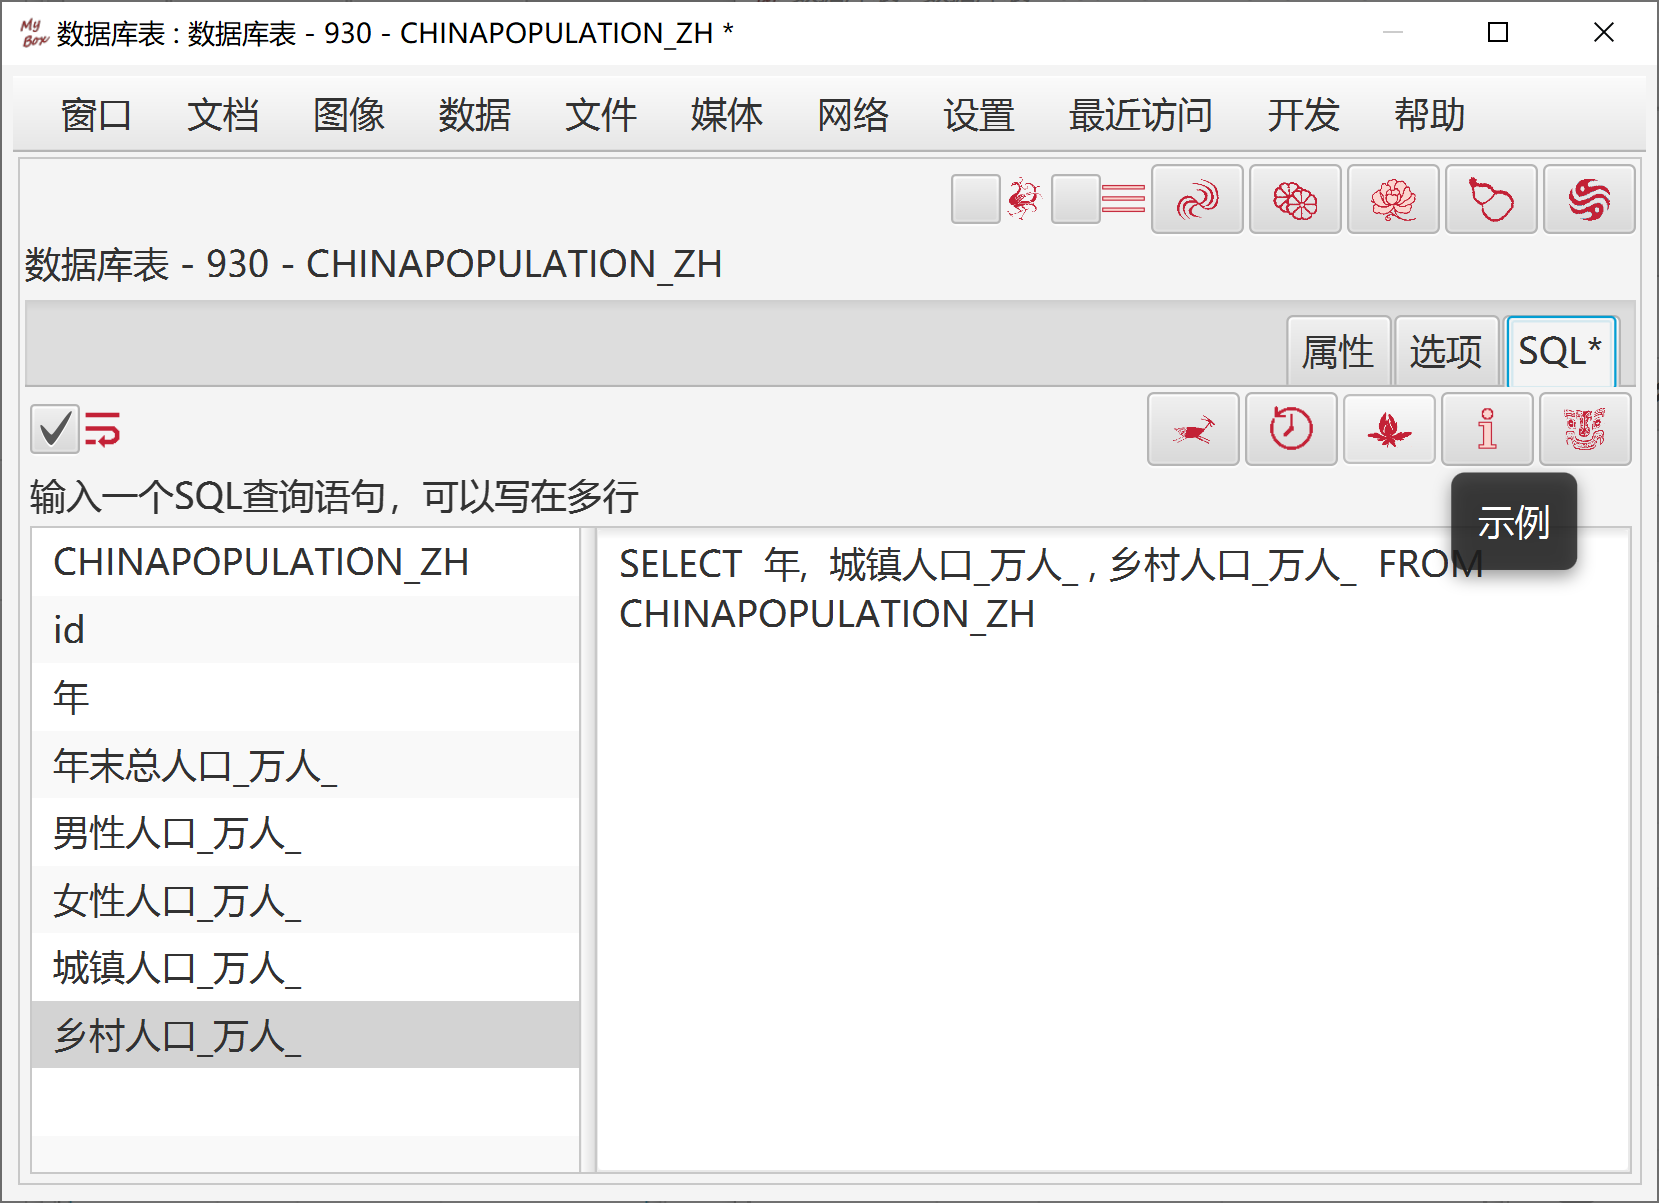 My Box 数据库表 : 数据库表 - 930 - CHINAPOPULATION_ZH *
窗口 文档 图像 数据 文件 媒体 网络 设置 最近访问 开发 帮助
数据库表 - 930 - CHINAPOPULATION_ZH
属性 选项 SQL*
输入一个SQL查询语句，可以写在多行
示例
CHINAPOPULATION_ZH
id
年
年末总人口_万人_
男性人口_万人_
女性人口_万人_
城镇人口_万人_
乡村人口_万人_
SELECT 年, 城镇人口_万人_ , 乡村人口_万人_ FROM
CHINAPOPULATION_ZH